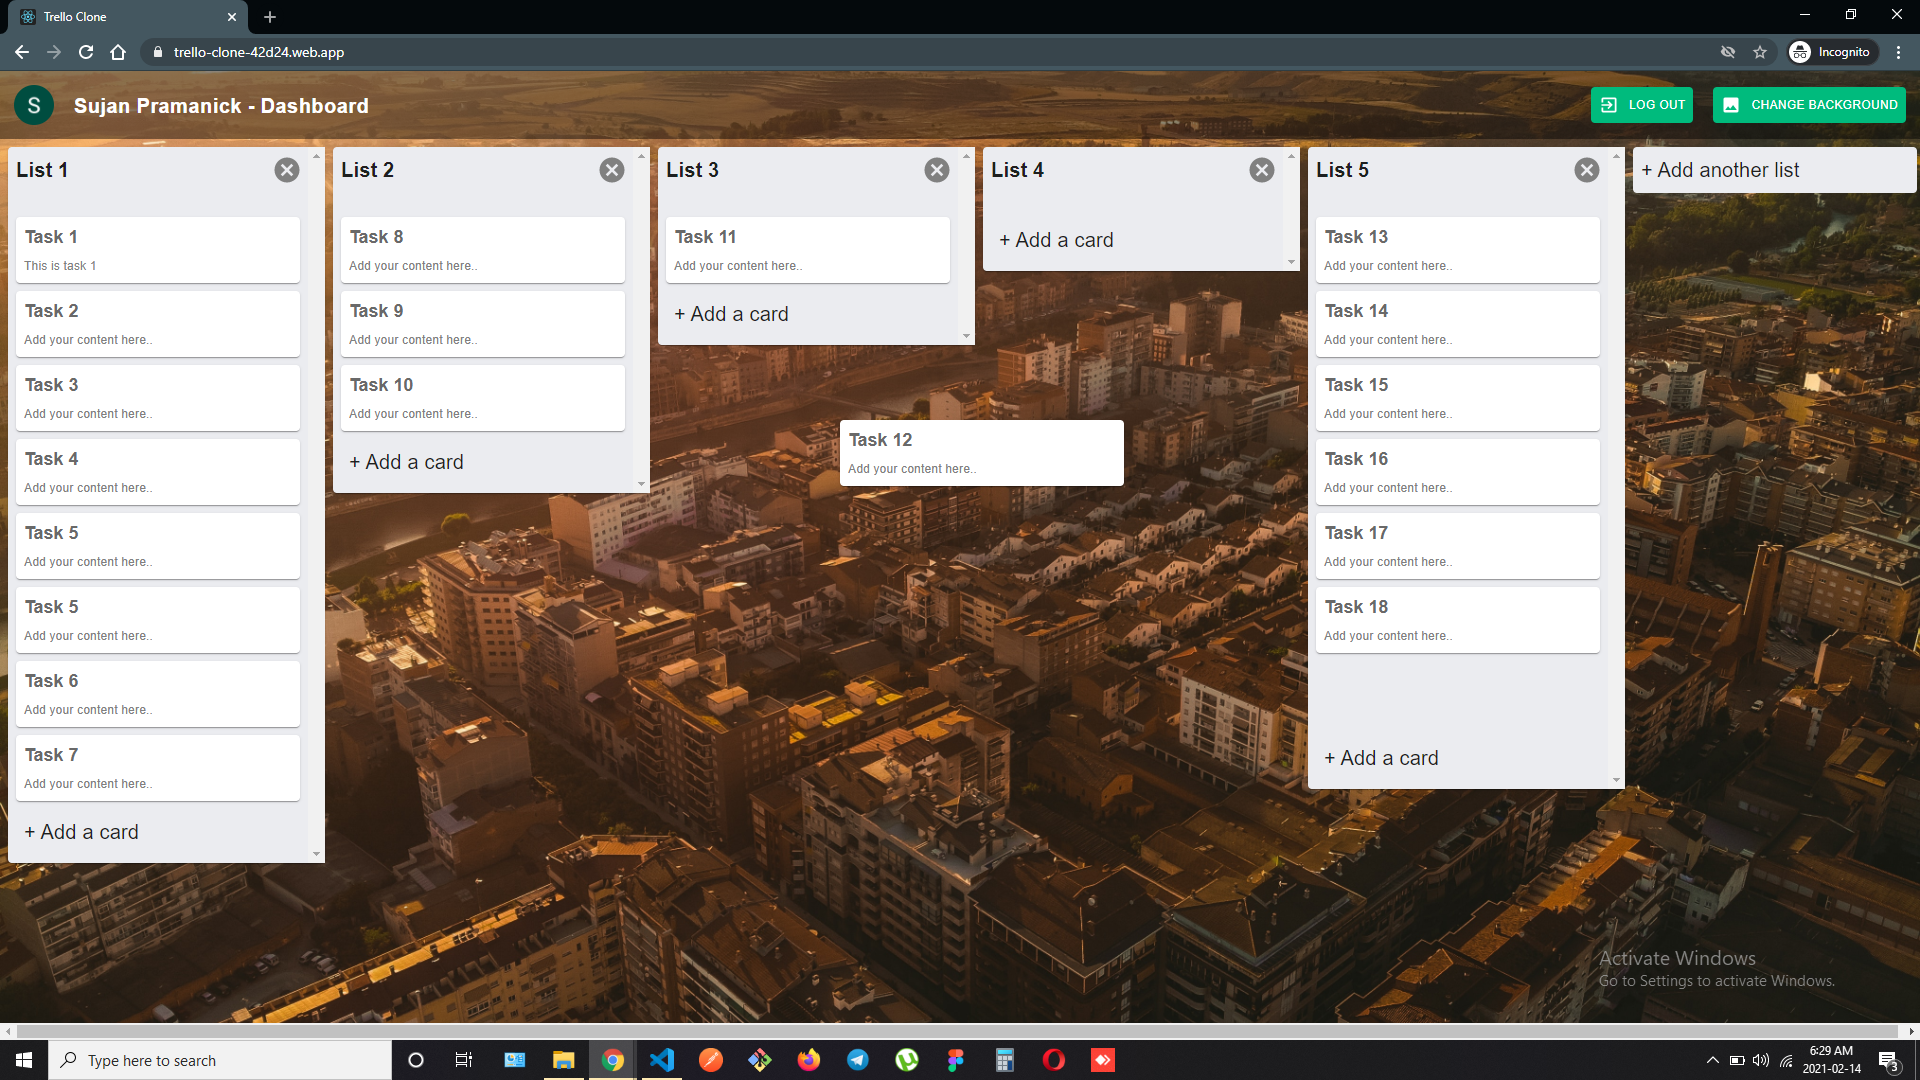 Trello Clone
trello-clone-42d24.web.app
Incognito
S
Sujan Pramanick - Dashboard
LOG OUT
CHANGE BACKGROUND
List 1
Task 1
This is task 1
Task 2
Add your content here..
Task 3
Add your content here..
Task 4
Add your content here..
Task 5
Add your content here..
Task 5
Add your content here..
Task 6
Add your content here..
Task 7
Add your content here..
+ Add a card
List 2
Task 8
Add your content here..
Task 9
Add your content here..
Task 10
Add your content here..
+ Add a card
List 3
Task 11
Add your content here..
+ Add a card
List 4
+ Add a card
Task 12
Add your content here..
List 5
Task 13
Add your content here..
Task 14
Add your content here..
Task 15
Add your content here..
Task 16
Add your content here..
Task 17
Add your content here..
Task 18
Add your content here..
+ Add a card
+ Add another list
Activate Windows
Go to Settings to activate Windows.
Type here to search
6:29 AM
2021-02-14
3